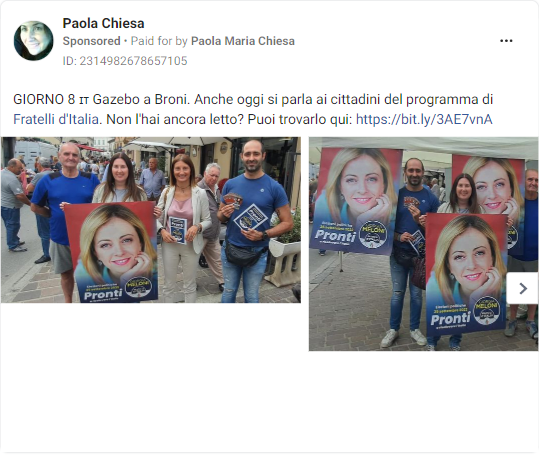 Paola Chiesa
Sponsored • Paid for by Paola Maria Chiesa
ID: 2314982678657105
GIORNO 8 ɪᴛ Gazebo a Broni. Anche oggi si parla ai cittadini del programma di
Fratelli d'Italia. Non l'hai ancora letto? Puoi trovarlo qui: https://bit.ly/3AE7vnA
Pronti
MELONI
Pronti
MELONI
Pronti
MELONI